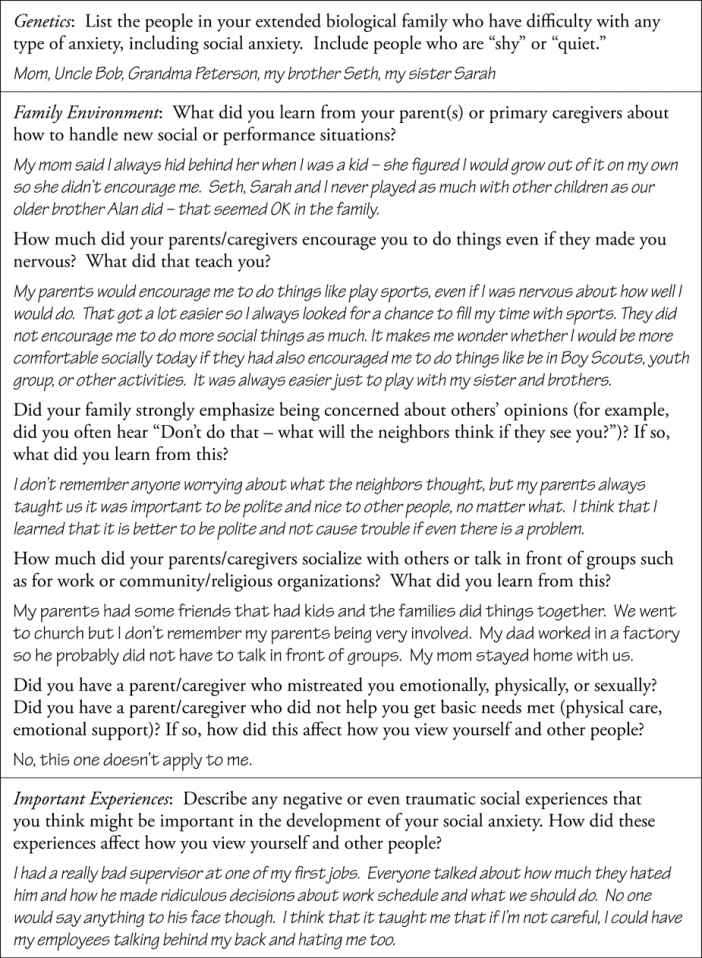 Genetics: List the people in your extended biological family who have difficulty with any
type of anxiety, including social anxiety. Include people who are “shy” or “quiet.”
Mom, Uncle Bob, Grandma Peterson, my brother Seth, my sister Sarah
Family Environment: What did you learn from your parent(s) or primary caregivers about
how to handle new social or performance situations?
My mom said I always hid behind her when I was a kid – she figured I would grow out of it on my own
so she didn’t encourage me. Seth, Sarah and I never played as much with other children as our
older brother Alan did – that seemed OK in the family.
How much did your parents/caregivers encourage you to do things even if they made you
nervous? What did that teach you?
My parents would encourage me to do things like play sports, even if I was nervous about how well I
would do. That got a lot easier so I always looked for a chance to fill my time with sports. They did
not encourage me to do more social things as much. It makes me wonder whether I would be more
comfortable socially today if they had also encouraged me to do things like be in Boy Scouts, youth
group, or other activities. It was always easier just to play with my sister and brothers.
Did your family strongly emphasize being concerned about others’ opinions (for example,
did you often hear “Don’t do that – what will the neighbors think if they see you?”)? If so,
what did you learn from this?
I don’t remember anyone worrying about what the neighbors thought, but my parents always
taught us it was important to be polite and nice to other people, no matter what. I think that I
learned that it is better to be polite and not cause trouble if even there is a problem.
How much did your parents/caregivers socialize with others or talk in front of groups such
as for work or community/religious organizations? What did you learn from this?
My parents had some friends that had kids and the families did things together. We went
to church but I don’t remember my parents being very involved. My dad worked in a factory
so he probably did not have to talk in front of groups. My mom stayed home with us.
Did you have a parent/caregiver who mistreated you emotionally, physically, or sexually?
Did you have a parent/caregiver who did not help you get basic needs met (physical care,
emotional support)? If so, how did this affect how you view yourself and other people?
No, this one doesn’t apply to me.
Important Experiences: Describe any negative or even traumatic social experiences that
you think might be important in the development of your social anxiety. How did these
experiences affect how you view yourself and other people?
I had a really bad supervisor at one of my first jobs. Everyone talked about how much they hated
him and how he made ridiculous decisions about work schedule and what we should do. No one
would say anything to his face though. I think that it taught me that if I’m not careful, I could have
my employees talking behind my back and hating me too.